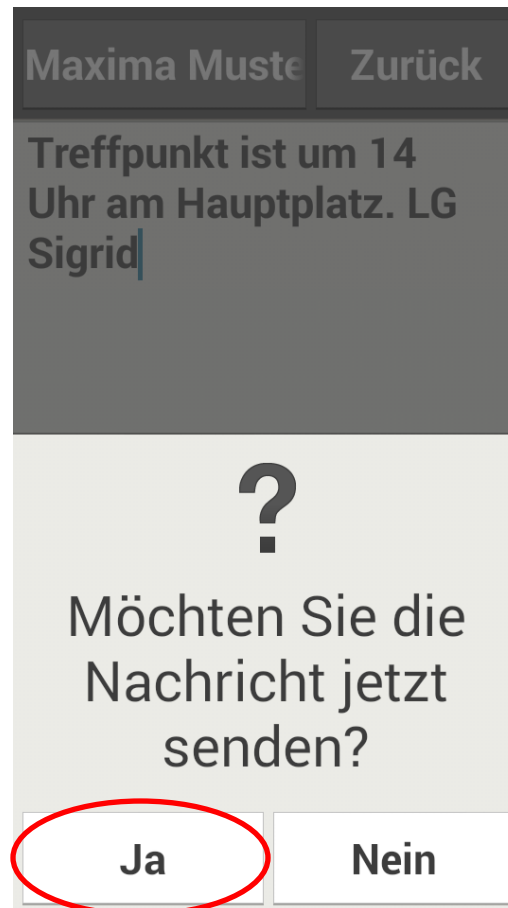 Maxima Muste Zurück
Treffpunkt ist um 14
Uhr am Hauptplatz. LG
Sigrid
?
Möchten Sie die
Nachricht jetzt
senden?
Ja Nein